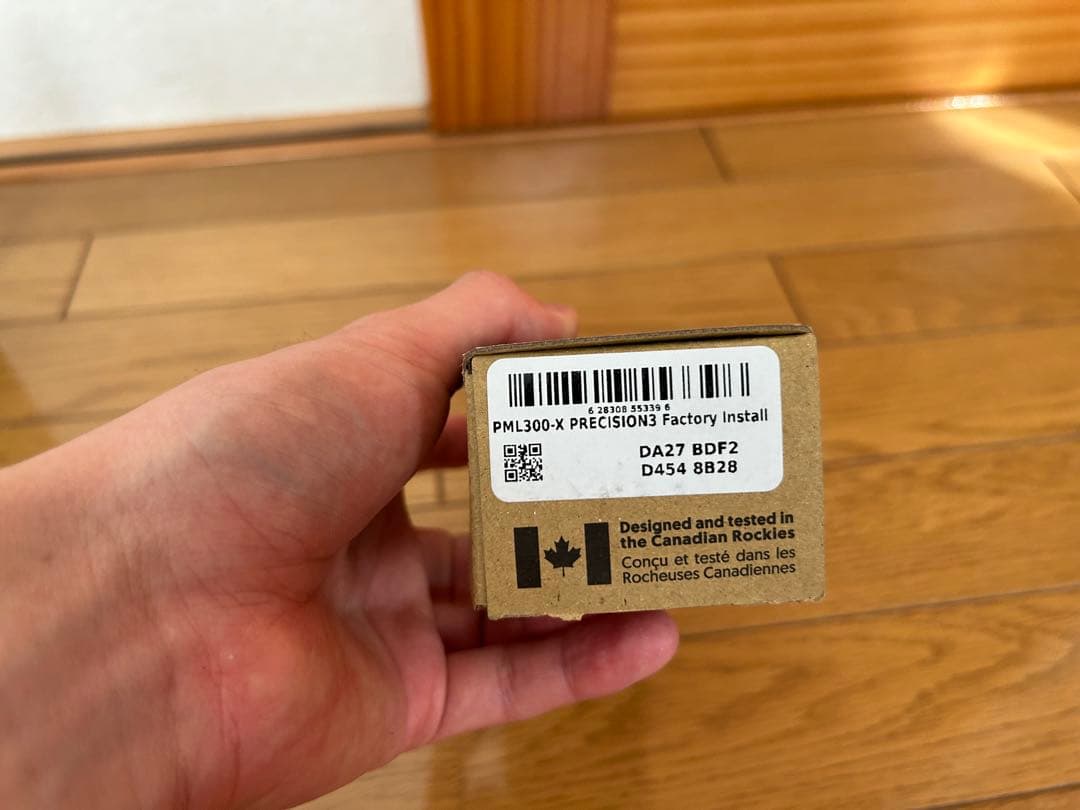 6 28308 55339 6
PML300-X PRECISION3 Factory Install
DA27 BDF2
D454 8B28
Designed and tested in
the Canadian Rockies
Conçu et testé dans les
Rocheuses Canadiennes